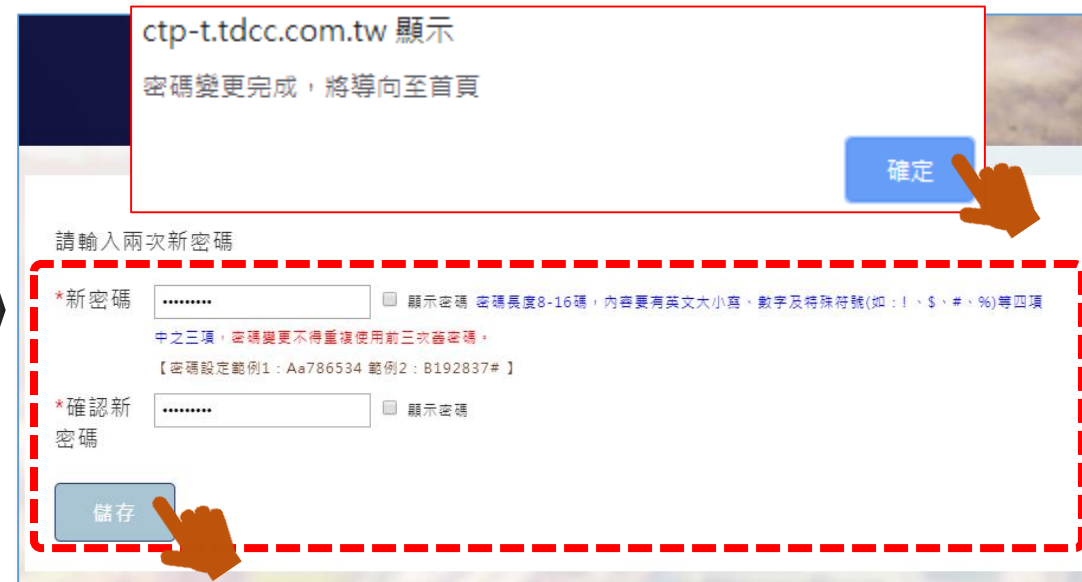 ctp-t.tdcc.com.tw 顯示
密碼變更完成，將導向至首頁
確定
請輸入兩次新密碼
*新密碼 ••••••••• 顯示密碼 密碼長度8-16碼，內容要有英文大小寫、數字及特殊符號(如：!、$、#、%)等四項
中之三項，密碼變更不得重複使用前三次舊密碼。
【密碼設定範例1：Aa786534 範例2：B192837# 】
*確認新 ••••••••• 顯示密碼
密碼
儲存